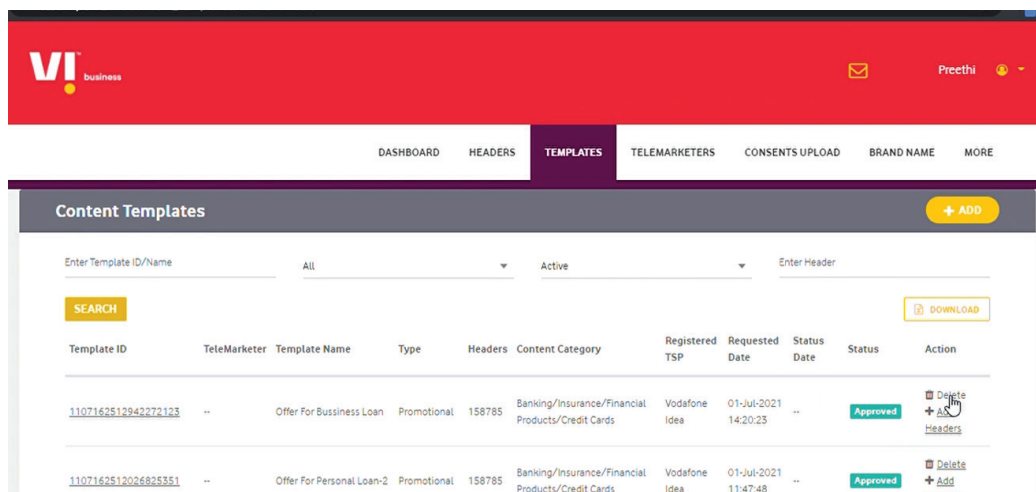 VI
business
Preethi
DASHBOARD HEADERS TEMPLATES TELEMARKETERS CONSENTS UPLOAD BRAND NAME MORE
Content Templates
+ ADD
Enter Template ID/Name All Active Enter Header
SEARCH
DOWNLOAD
Template ID TeleMarketer Template Name Type Headers Content Category Registered TSP Requested Date Status Date Status Action
1107162512942272123 -- Offer For Bussiness Loan Promotional 158785 Banking/Insurance/Financial Products/Credit Cards Vodafone Idea 01-Jul-2021 14:20:23 -- Approved Delete
+ Headers
1107162512026825351 -- Offer For Personal Loan-2 Promotional 158785 Banking/Insurance/Financial Products/Credit Cards Vodafone Idea 01-Jul-2021 11:47:48 -- Approved Delete
+ Add